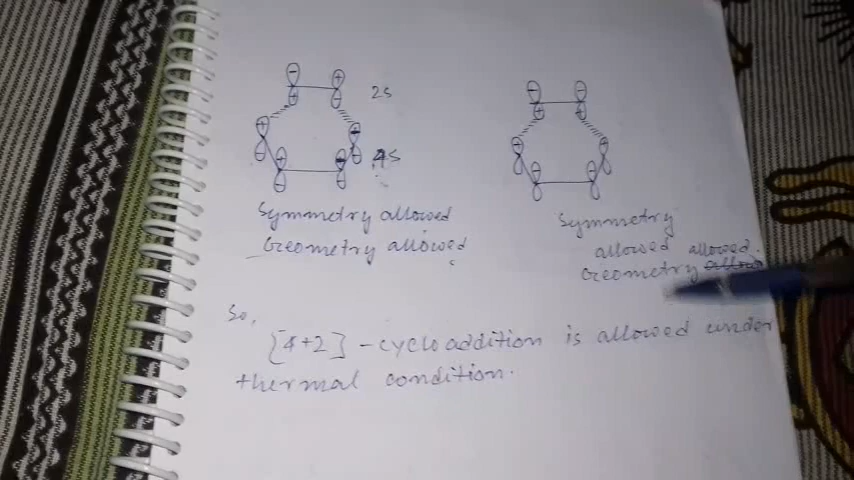 2s
4s
Symmetry allowed
Geometry allowed
Symmetry
allowed allowed.
Geometry
So,
[4+2] - cycloaddition is allowed under
thermal condition.